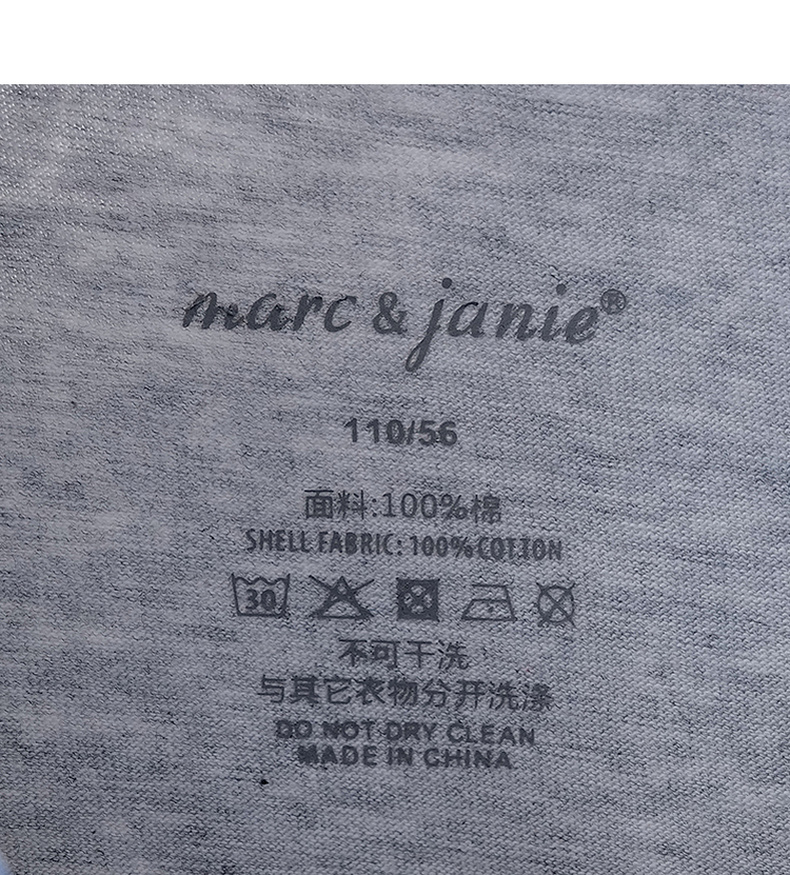 marc & janie®
110/56
面料:100%棉
SHELL FABRIC: 100% COTTON
30
不可干洗
与其它衣物分开洗涤
DO NOT DRY CLEAN
MADE IN CHINA